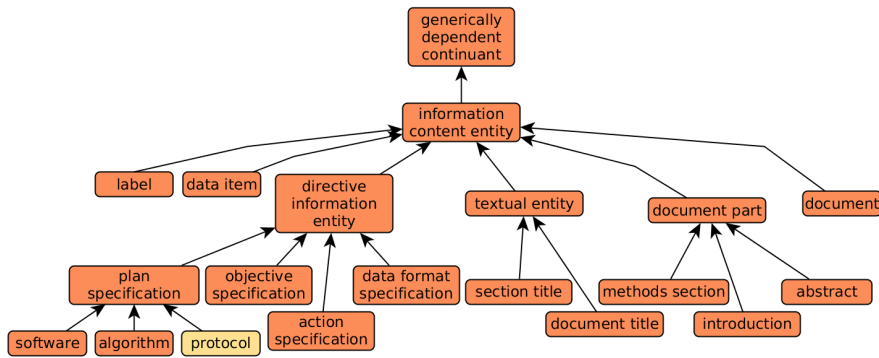 generically
dependent
continuant
information
content entity
label
data item
directive
information
entity
textual entity
document part
document
plan
specification
objective
specification
data format
specification
section title
methods section
abstract
action
specification
document title
introduction
software
algorithm
protocol